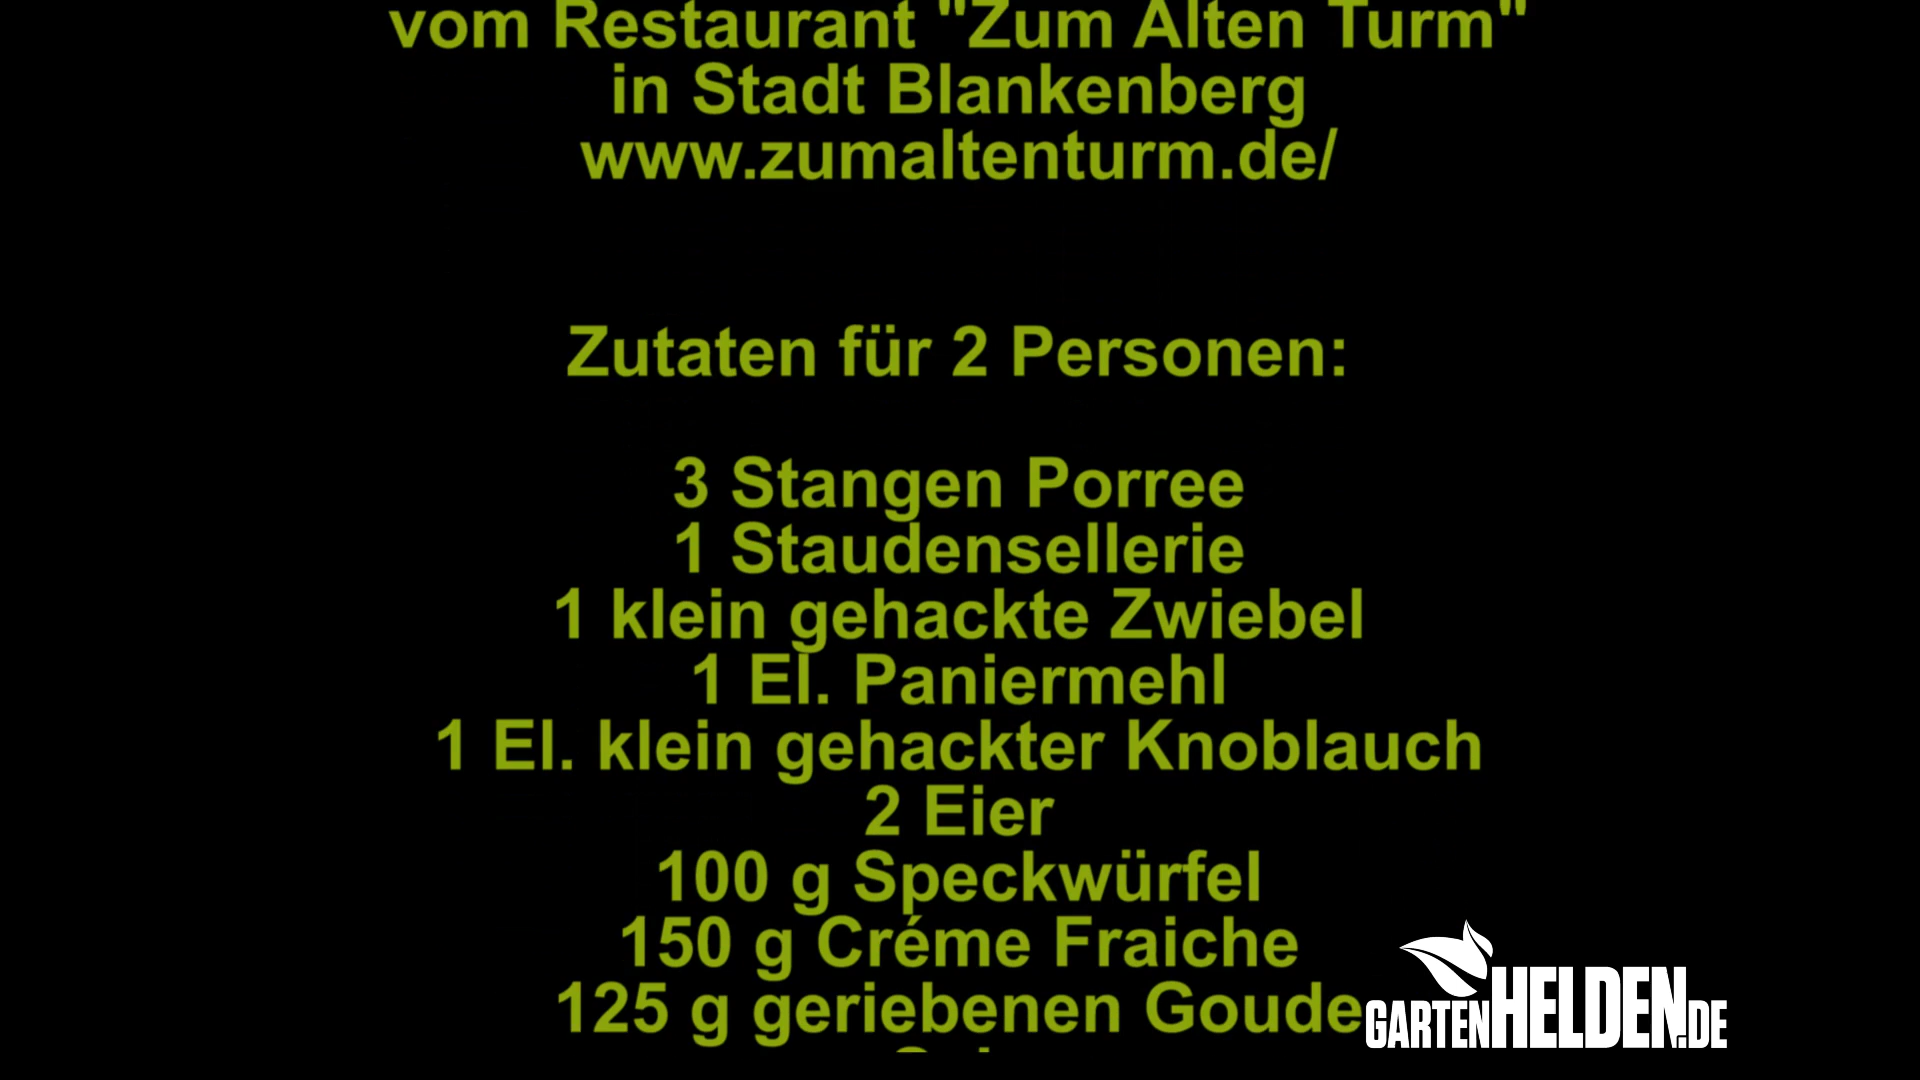 vom Restaurant "Zum Alten Turm"
in Stadt Blankenberg
www.zumaltenturm.de/
Zutaten für 2 Personen:
3 Stangen Porree
1 Staudensellerie
1 klein gehackte Zwiebel
1 El. Paniermehl
1 El. klein gehackter Knoblauch
2 Eier
100 g Speckwürfel
150 g Créme Fraiche
125 g geriebenen Goude
GARTENHELDEN.DE